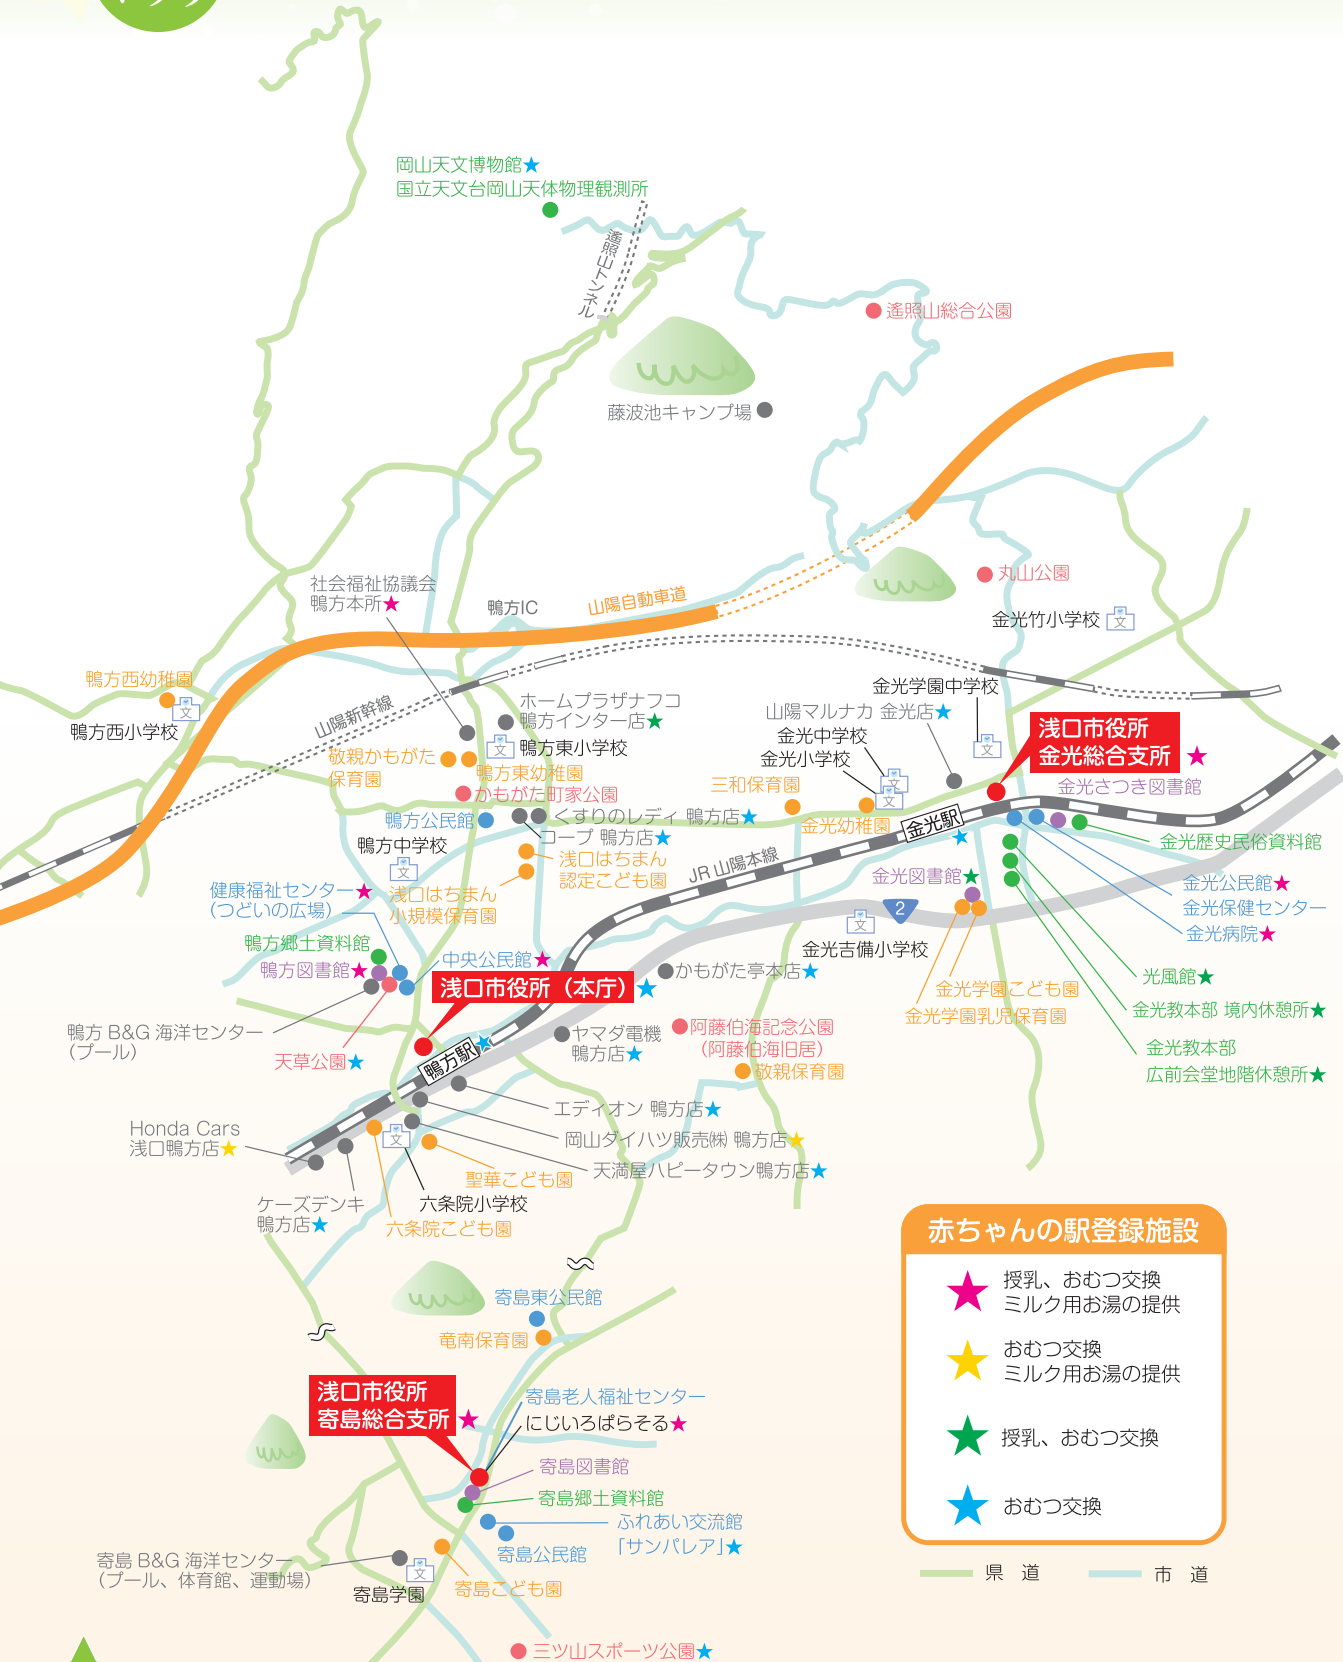 岡山天文博物館★
国立天文台岡山天体物理観測所
遙照山トンネル
遙照山総合公園
藤波池キャンプ場
丸山公園
金光竹小学校
文
社会福祉協議会
鴨方本所★
鴨方IC
山陽自動車道
鴨方西幼稚園
文
鴨方西小学校
山陽新幹線
ホームプラザナフコ
鴨方インター店★
文
鴨方東小学校
敬親かもがた
保育園
鴨方東幼稚園
かもがた町家公園
金光学園中学校
山陽マルナカ 金光店★
金光中学校
金光小学校
文
文
文
浅口市役所
金光総合支所
★
金光さつき図書館
三和保育園
金光幼稚園
金光駅
★
鴨方公民館
くすりのレディ 鴨方店★
コープ 鴨方店★
鴨方中学校
文
浅口はちまん
認定こども園
浅口はちまん
小規模保育園
JR 山陽本線
金光歴史民俗資料館
金光公民館★
金光保健センター
金光病院★
金光図書館★
2
文
金光吉備小学校
健康福祉センター★
(つどいの広場)
鴨方郷土資料館
鴨方図書館★
中央公民館★
浅口市役所（本庁）
★
かもがた亭本店★
金光学園こども園
金光学園乳児保育園
光風館★
金光教本部 境内休憩所★
金光教本部
広前会堂地階休憩所★
鴨方 B&G 海洋センター
(プール)
天草公園★
鴨方駅
★
ヤマダ電機
鴨方店★
阿藤伯海記念公園
(阿藤伯海旧居)
敬親保育園
エディオン 鴨方店★
岡山ダイハツ販売㈱ 鴨方店★
天満屋ハピータウン鴨方店★
Honda Cars
浅口鴨方店★
文
聖華こども園
六条院小学校
ケーズデンキ
鴨方店★
六条院こども園
寄島東公民館
竜南保育園
浅口市役所
寄島総合支所
★
寄島老人福祉センター
にじいろぱらそる★
寄島図書館
寄島郷土資料館
ふれあい交流館
「サンパレア」★
寄島公民館
寄島 B&G 海洋センター
(プール、体育館、運動場)
文
寄島学園
寄島こども園
三ツ山スポーツ公園★
赤ちゃんの駅登録施設
★ 授乳、おむつ交換
ミルク用お湯の提供
★ おむつ交換
ミルク用お湯の提供
★ 授乳、おむつ交換
★ おむつ交換
県 道
市 道